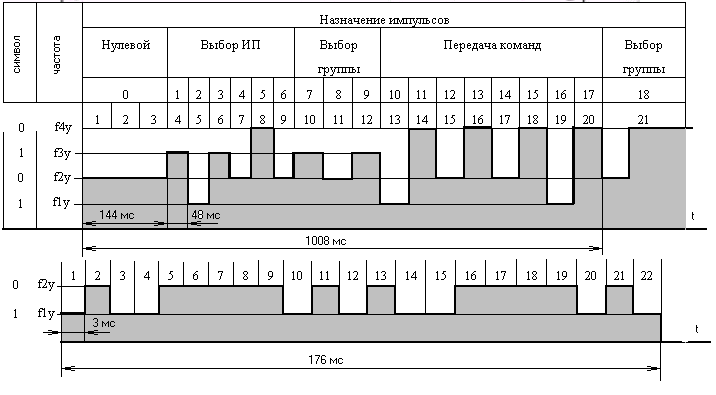 Назначение импульсов
символ
частота
Нулевой
Выбор ИП
Выбор группы
Передача команд
Выбор группы
0 1 2 3 4 5 6 7 8 9 10 11 12 13 14 15 16 17 18
1 2 3 4 5 6 7 8 9 10 11 12 13 14 15 16 17 18 19 20 21
0 f4у
1 f3у
0 f2у
1 f1у
144 мс
48 мс
t
1008 мс
1 2 3 4 5 6 7 8 9 10 11 12 13 14 15 16 17 18 19 20 21 22
0 f2у
1 f1у
3 мс
t
176 мс